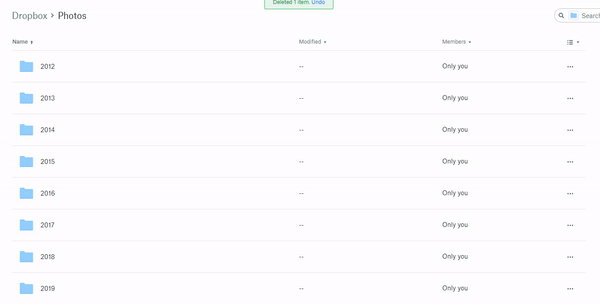 Deleted 1 item. Undo
Dropbox > Photos
Search
Name Modified Members
2012 -- Only you
2013 -- Only you
2014 -- Only you
2015 -- Only you
2016 -- Only you
2017 -- Only you
2018 -- Only you
2019 -- Only you